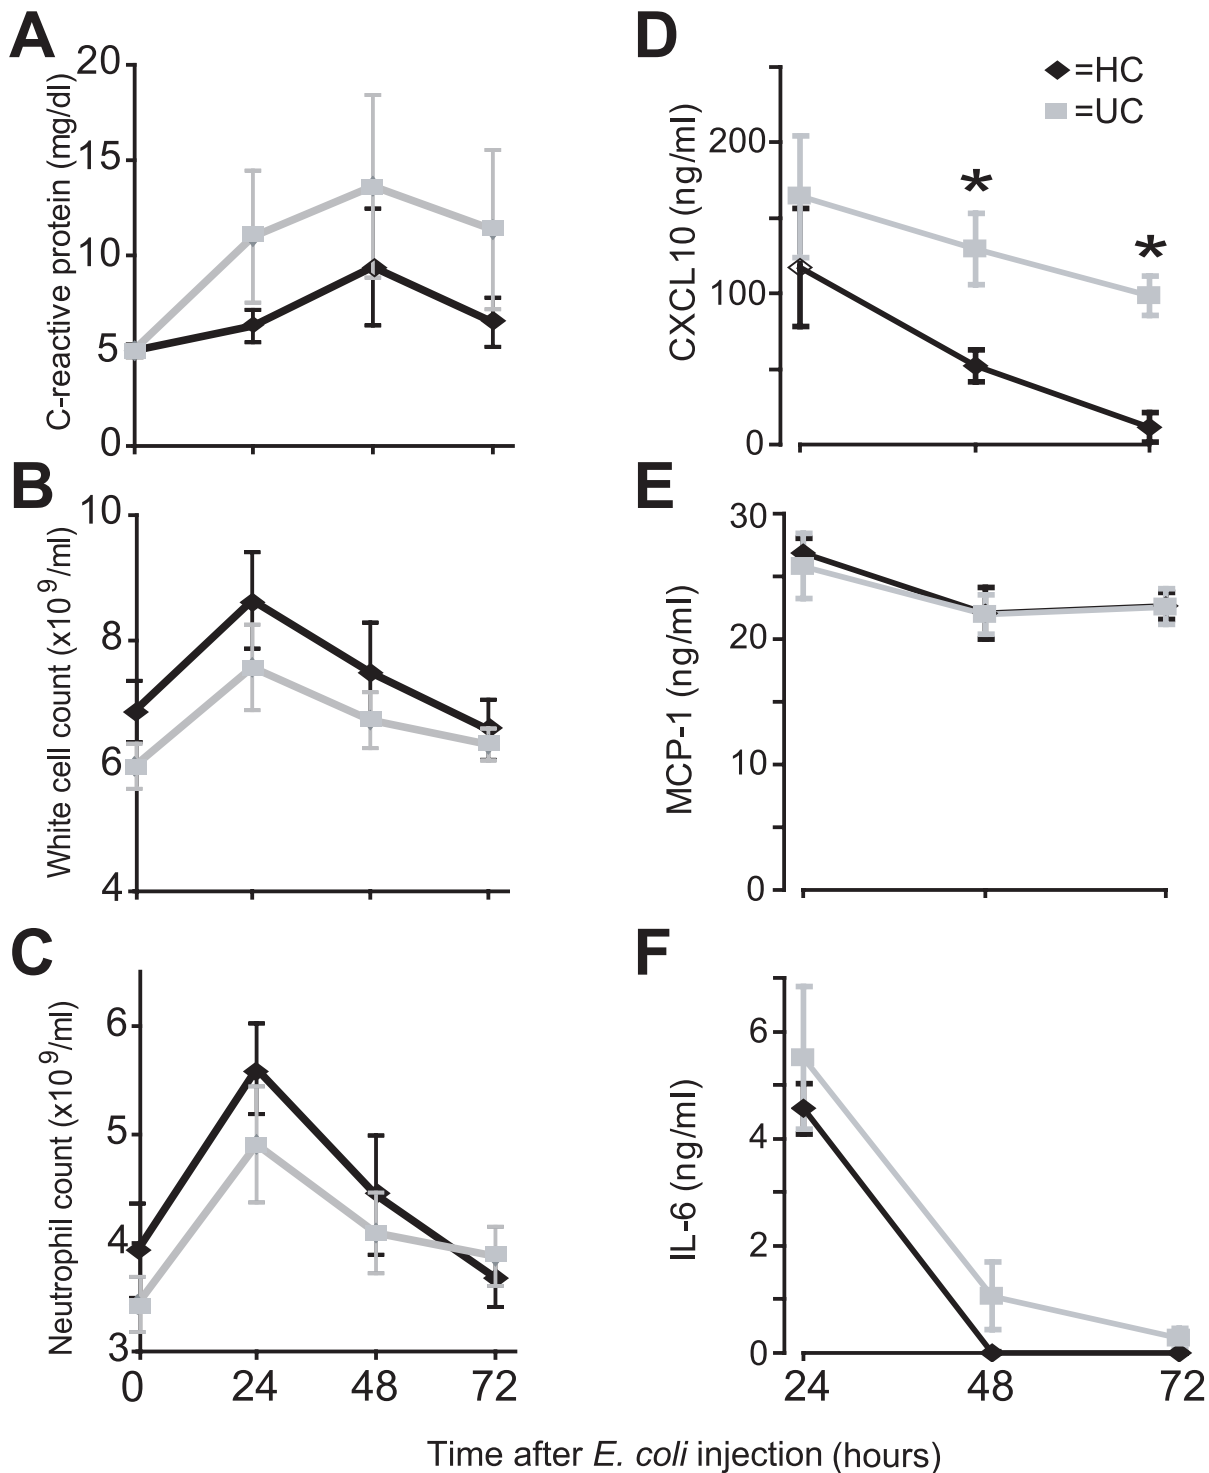 A
C-reactive protein (mg/dl)
20
15
10
5
0
B
White cell count (x10⁹/ml)
10
8
6
4
C
Neutrophil count (x10⁹/ml)
6
5
4
3
0 24 48 72
D
=HC
=UC
CXCL10 (ng/ml)
200
100
0
*
*
E
MCP-1 (ng/ml)
30
20
10
0
F
IL-6 (ng/ml)
6
4
2
0
24 48 72
Time after E. coli injection (hours)